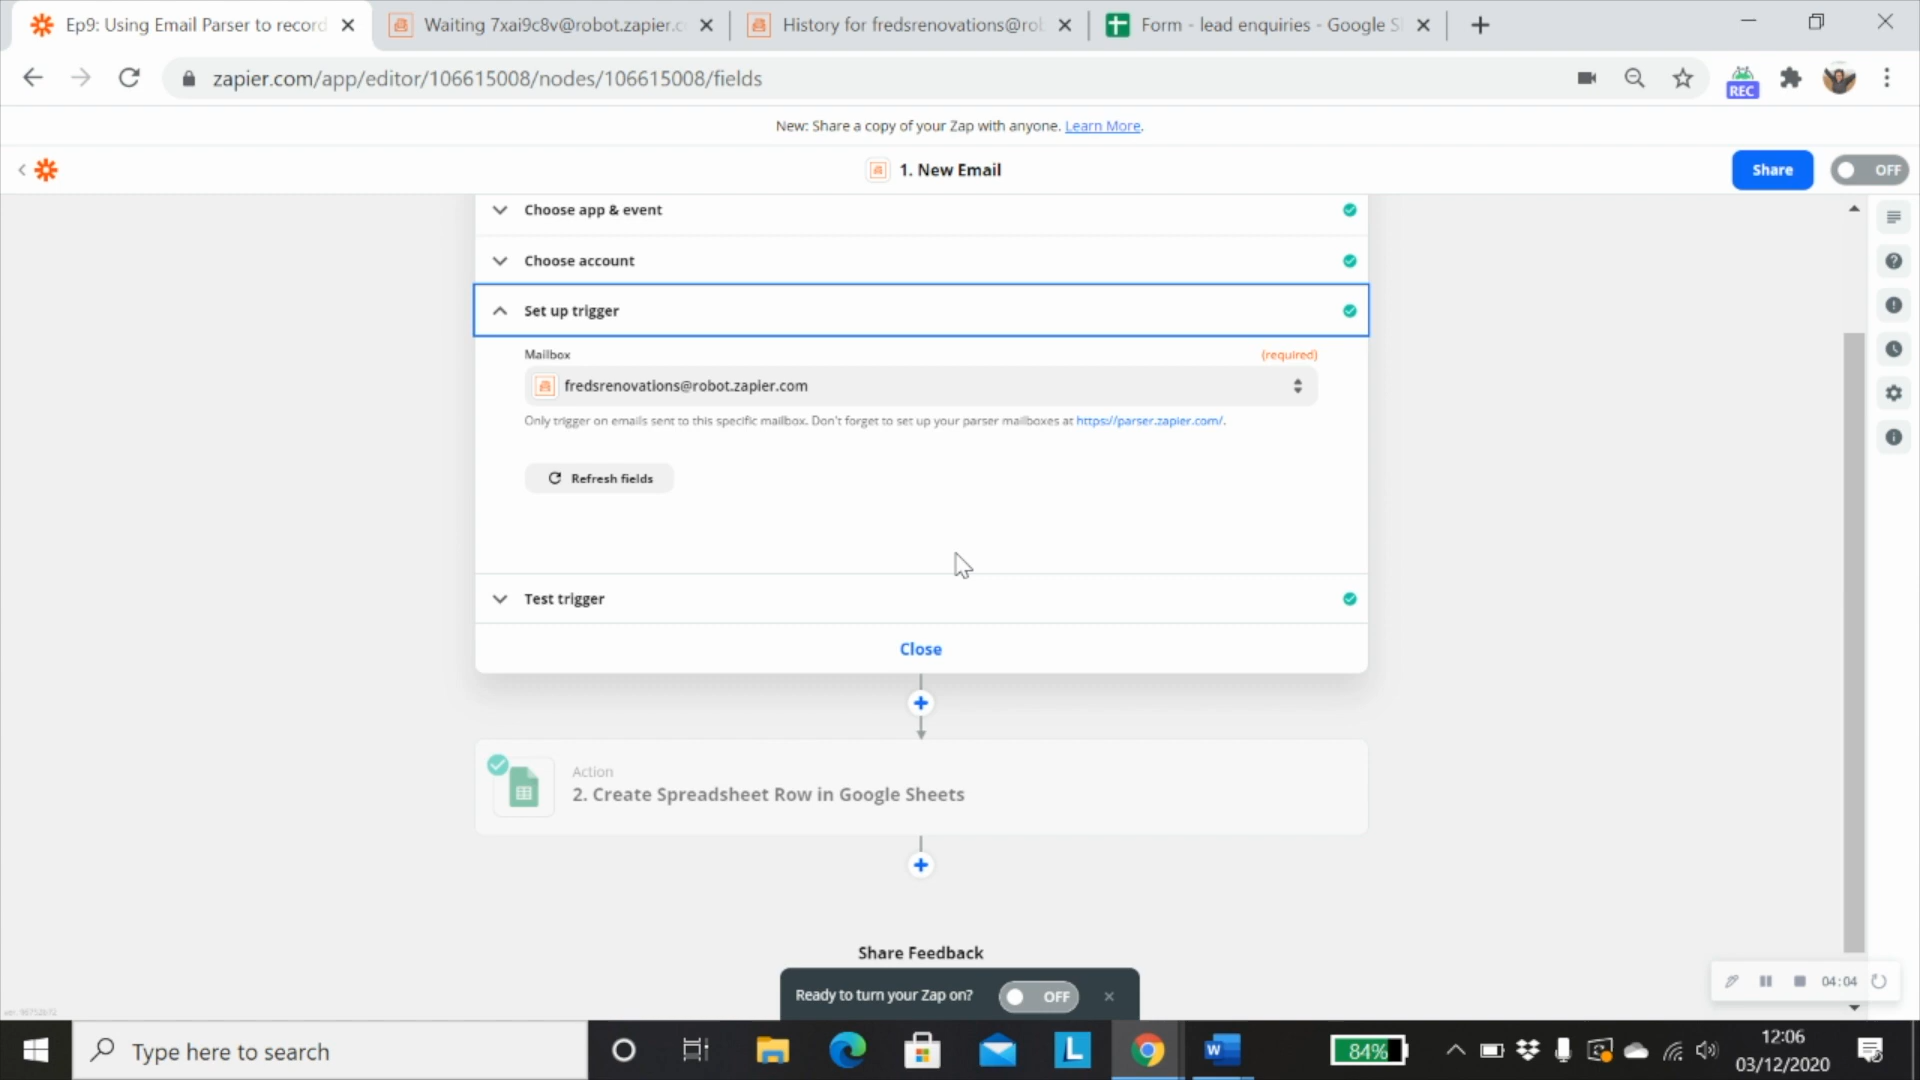 Ep9: Using Email Parser to record
Waiting 7xai9c8v@robot.zapier.c
History for fredsrenovations@rob
Form - lead enquiries - Google S
zapier.com/app/editor/106615008/nodes/106615008/fields
REC
New: Share a copy of your Zap with anyone. Learn More.
1. New Email
Share
OFF
Choose app & event
Choose account
Set up trigger
Mailbox
(required)
fredsrenovations@robot.zapier.com
Only trigger on emails sent to this specific mailbox. Don't forget to set up your parser mailboxes at https://parser.zapier.com/.
Refresh fields
Test trigger
Close
Action
2. Create Spreadsheet Row in Google Sheets
Share Feedback
Ready to turn your Zap on?
OFF
04:04
Type here to search
L
W
84%
12:06
03/12/2020